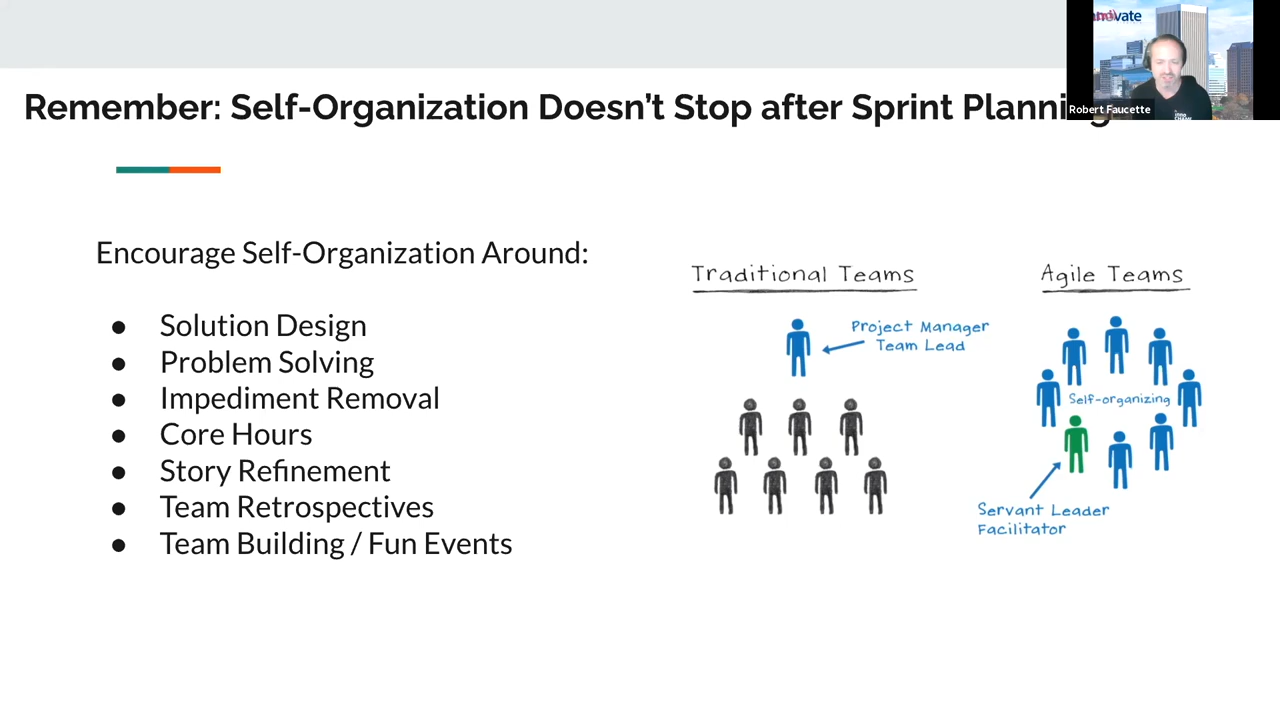 Remember: Self-Organization Doesn't Stop after Sprint Planning
Robert Faucette
Encourage Self-Organization Around:
● Solution Design
● Problem Solving
● Impediment Removal
● Core Hours
● Story Refinement
● Team Retrospectives
● Team Building / Fun Events
Traditional Teams
Project Manager
Team Lead
Agile Teams
Self-organizing
Servant Leader
Facilitator